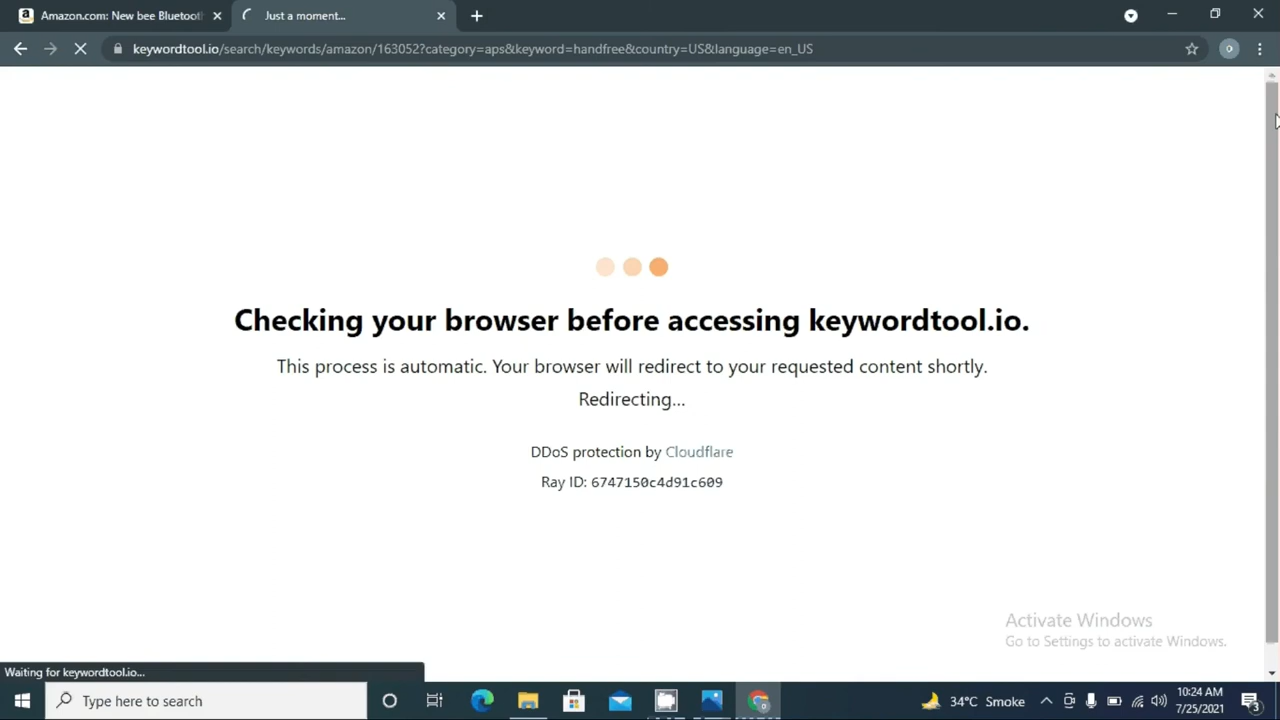 Amazon.com: New bee Bluetooth
Just a moment...
keywordtool.io/search/keywords/amazon/163052?category=aps&keyword=handfree&country=US&language=en_US
Checking your browser before accessing keywordtool.io.
This process is automatic. Your browser will redirect to your requested content shortly.
Redirecting...
DDoS protection by Cloudflare
Ray ID: 6747150c4d91c609
Activate Windows
Go to Settings to activate Windows.
Waiting for keywordtool.io...
Type here to search
34°C Smoke
10:24 AM
7/25/2021
3